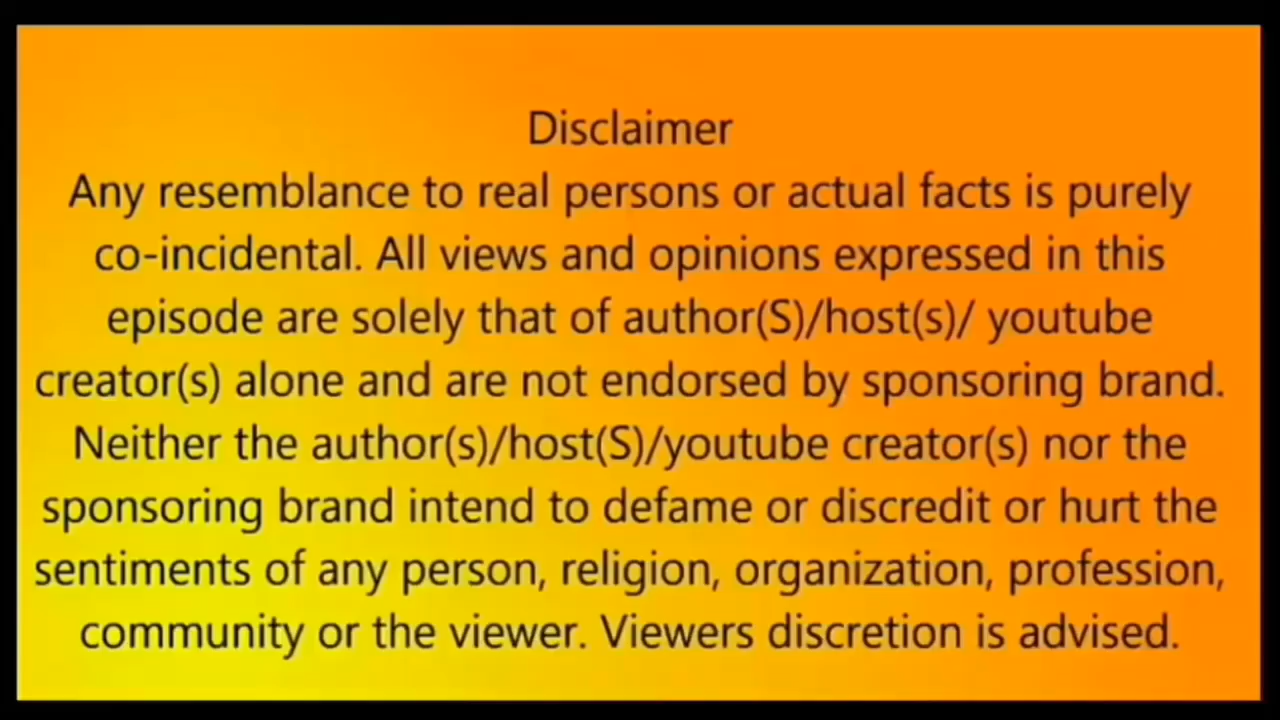 Disclaimer
Any resemblance to real persons or actual facts is purely
co-incidental. All views and opinions expressed in this
episode are solely that of author(S)/host(s)/ youtube
creator(s) alone and are not endorsed by sponsoring brand.
Neither the author(s)/host(S)/youtube creator(s) nor the
sponsoring brand intend to defame or discredit or hurt the
sentiments of any person, religion, organization, profession,
community or the viewer. Viewers discretion is advised.